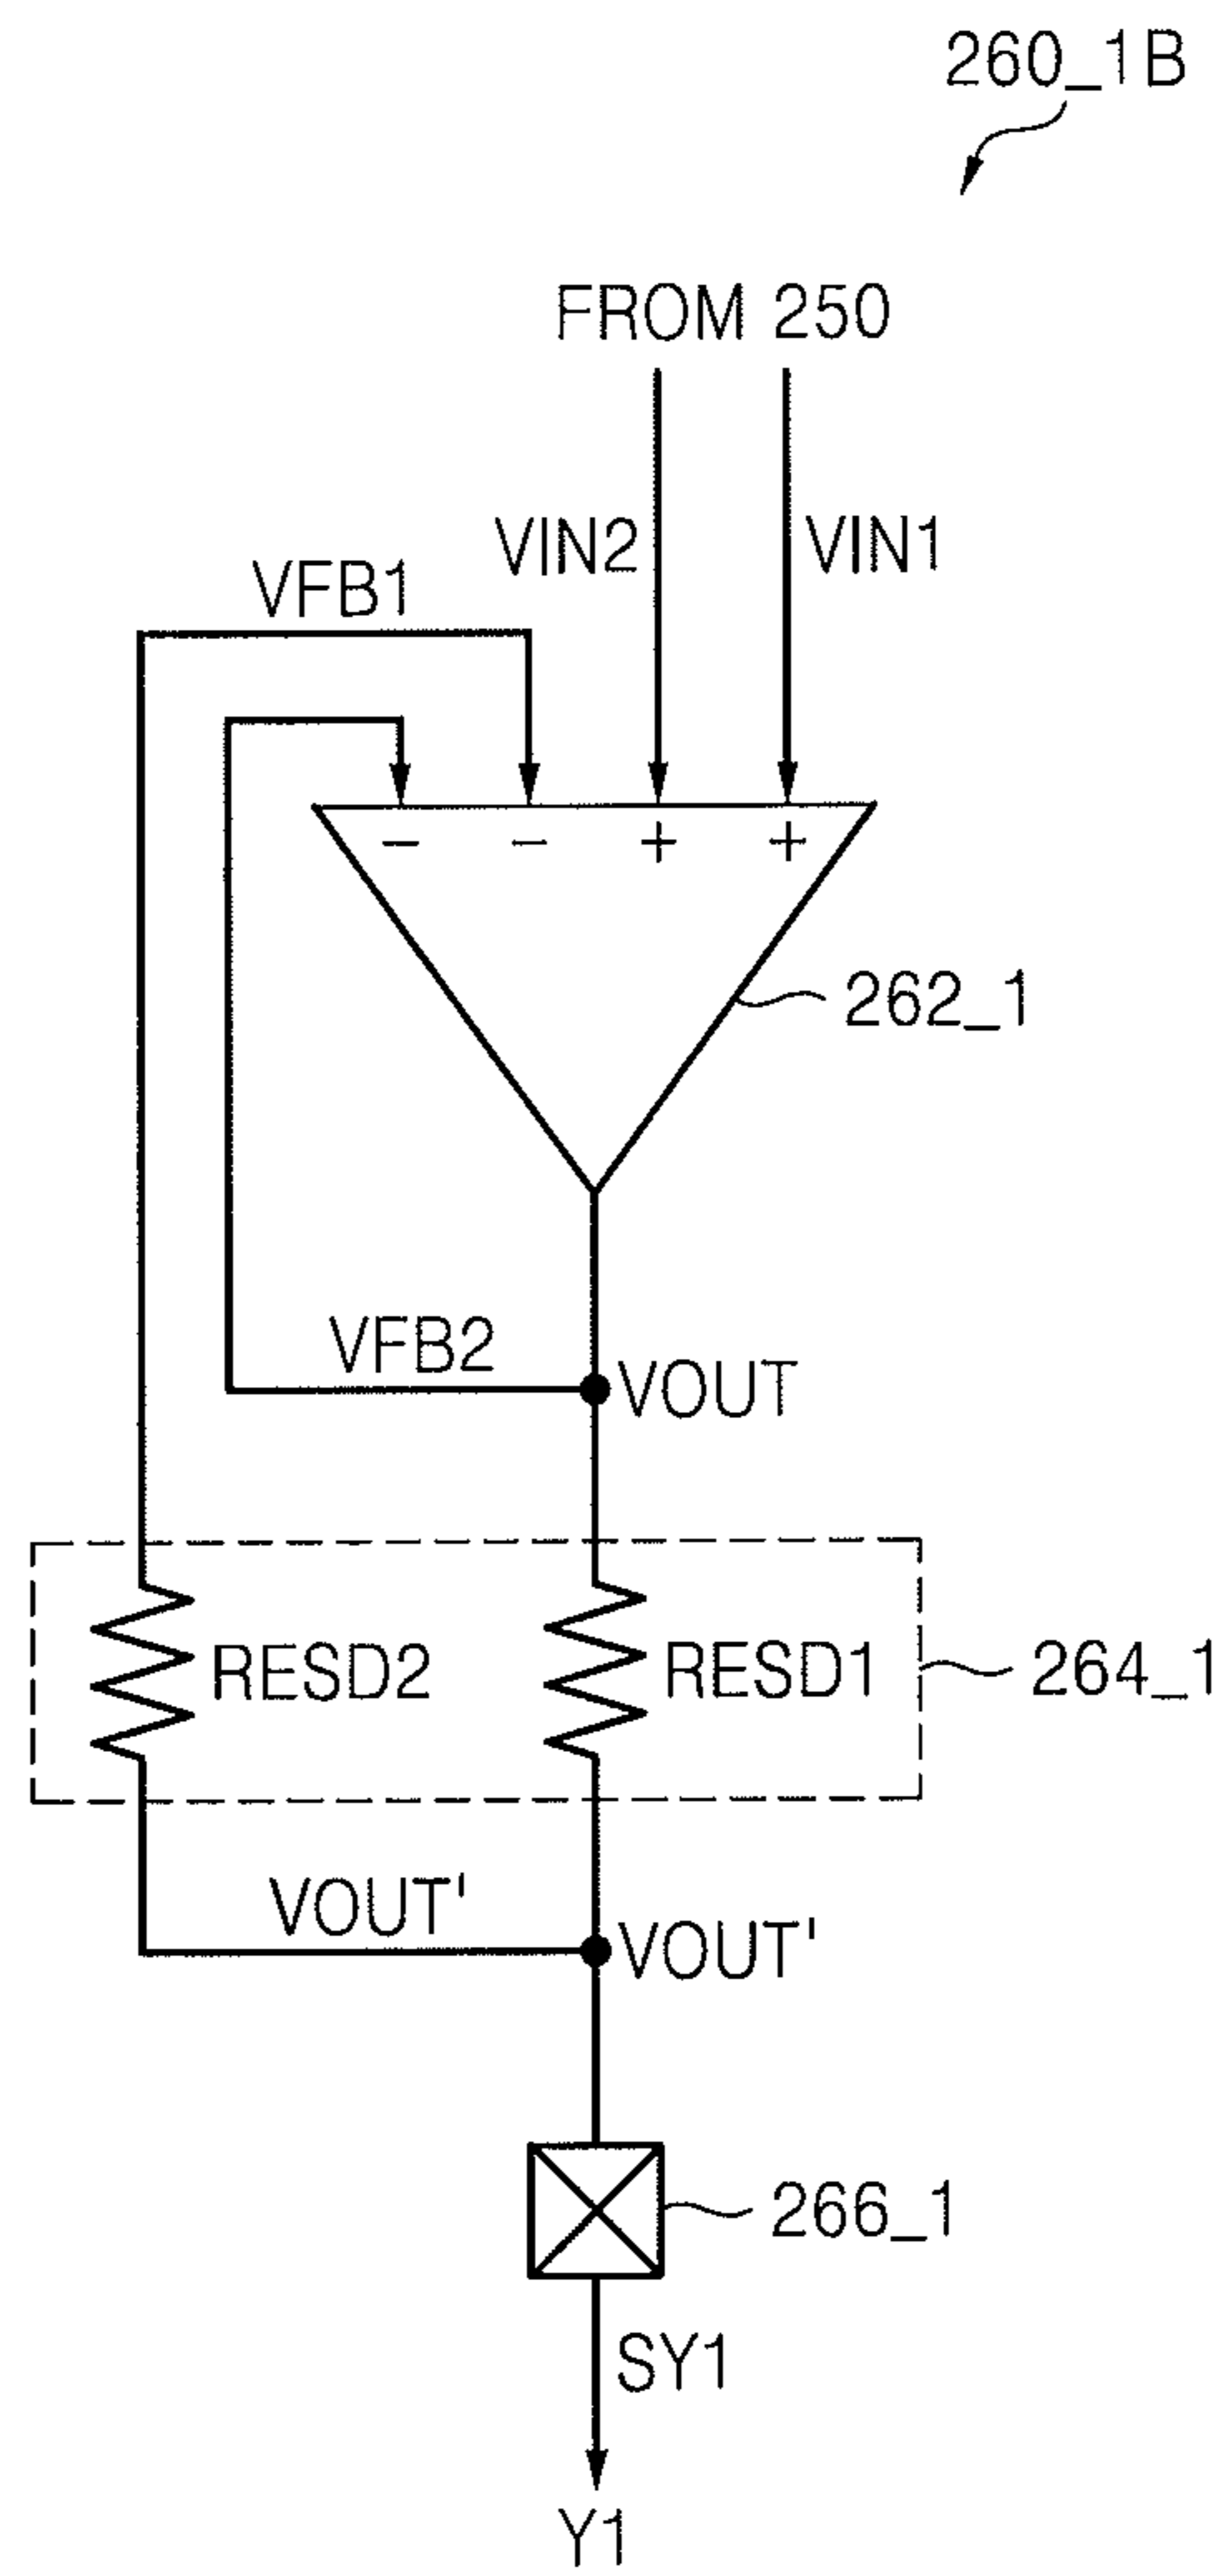 260_1B
FROM 250
VIN2
VIN1
VFB1
− − + +
262_1
VFB2
VOUT
RESD2
RESD1
264_1
VOUT'
VOUT'
266_1
SY1
Y1